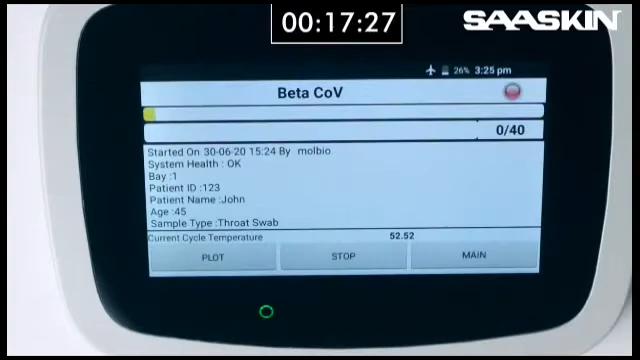 00:17:27
SAASKIN
26% 3:25 pm
Beta CoV
0/40
Started On 30-06-20 15:24 By molbio
System Health : OK
Bay :1
Patient ID :123
Patient Name :John
Age :45
Sample Type :Throat Swab
Current Cycle Temperature 52.52
PLOT STOP MAIN